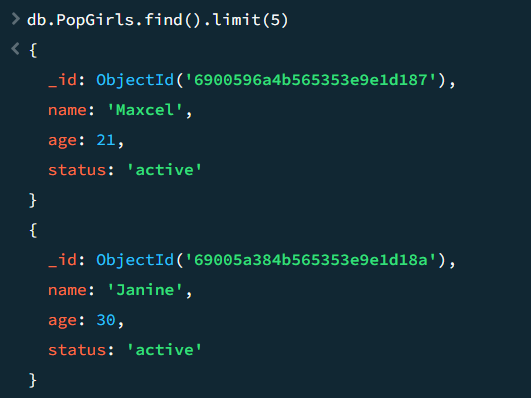 > db.PopGirls.find().limit(5)
< {
_id: ObjectId('6900596a4b565353e9e1d187'),
name: 'Maxcel',
age: 21,
status: 'active'
}
{
_id: ObjectId('69005a384b565353e9e1d18a'),
name: 'Janine',
age: 30,
status: 'active'
}